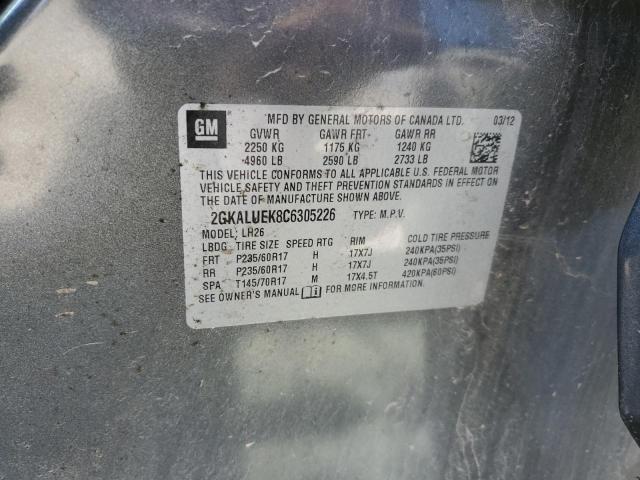 MFD BY GENERAL MOTORS OF CANADA LTD. 03/12
GM
GVWR GAWR FRT GAWR RR
2250 KG 1175 KG 1240 KG
4960 LB 2590 LB 2733 LB
THIS VEHICLE CONFORMS TO ALL APPLICABLE U.S. FEDERAL MOTOR
VEHICLE SAFETY AND THEFT PREVENTION STANDARDS IN EFFECT ON
THE DATE OF MANUFACTURE SHOWN ABOVE.
2GKALUEK8C6305226 TYPE: M.P.V.
MODEL: LH26
LBDG TIRE SIZE SPEED RTG RIM COLD TIRE PRESSURE
FRT P235/60R17 H 17X7J 240KPA(35PSI)
RR P235/60R17 H 17X7J 240KPA(35PSI)
SPA T145/70R17 M 17X4.5T 420KPA(60PSI)
SEE OWNER'S MANUAL FOR MORE INFORMATION.